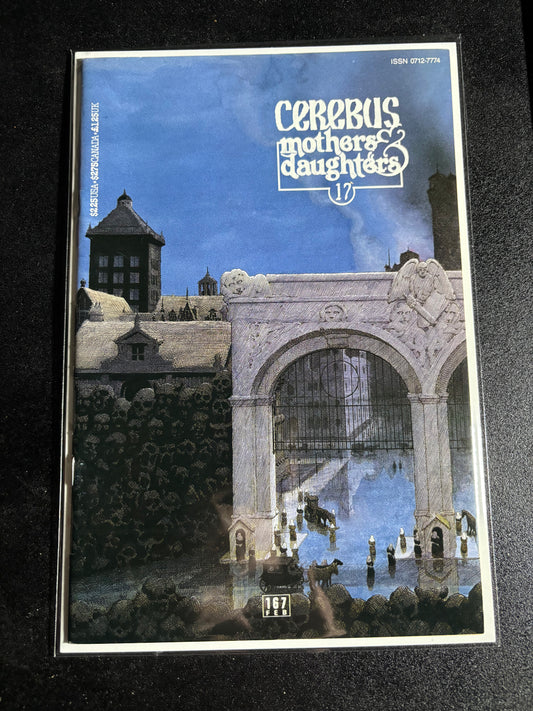 ISSN 0712-7774
CEREBUS
mothers &
daughters
17
$2.25USA•$2.75CANADA•£1.25UK
167
FEB